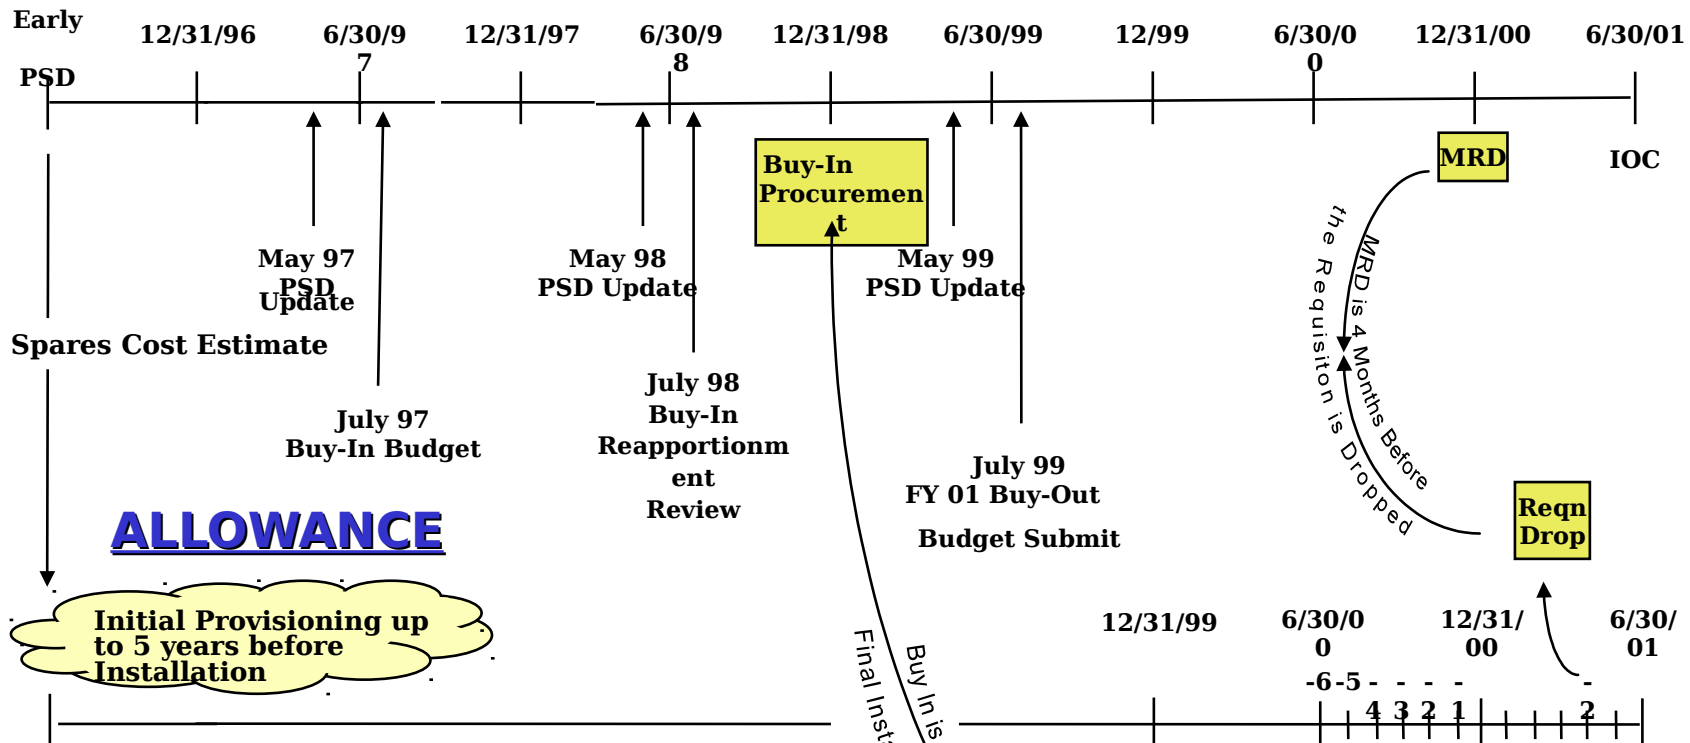 Early
PSD
12/31/96
6/30/9
7
12/31/97
6/30/9
8
12/31/98
6/30/99
12/99
6/30/0
0
12/31/00
6/30/01
Buy-In
Procuremen
t
MRD
IOC
May 97
PSD
Update
May 98
PSD Update
May 99
PSD Update
MRD is 4 Months Before
the Requisiton is Dropped
Spares Cost Estimate
July 97
Buy-In Budget
July 98
Buy-In
Reapportionm
ent
Review
July 99
FY 01 Buy-Out
Budget Submit
Reqn
Drop
ALLOWANCE
Initial Provisioning up
to 5 years before
Installation
Buy In is
Final Inst
12/31/99
6/30/0
0
12/31/
00
6/30/
01
-6 -5 - - - - -
4 3 2 1 2